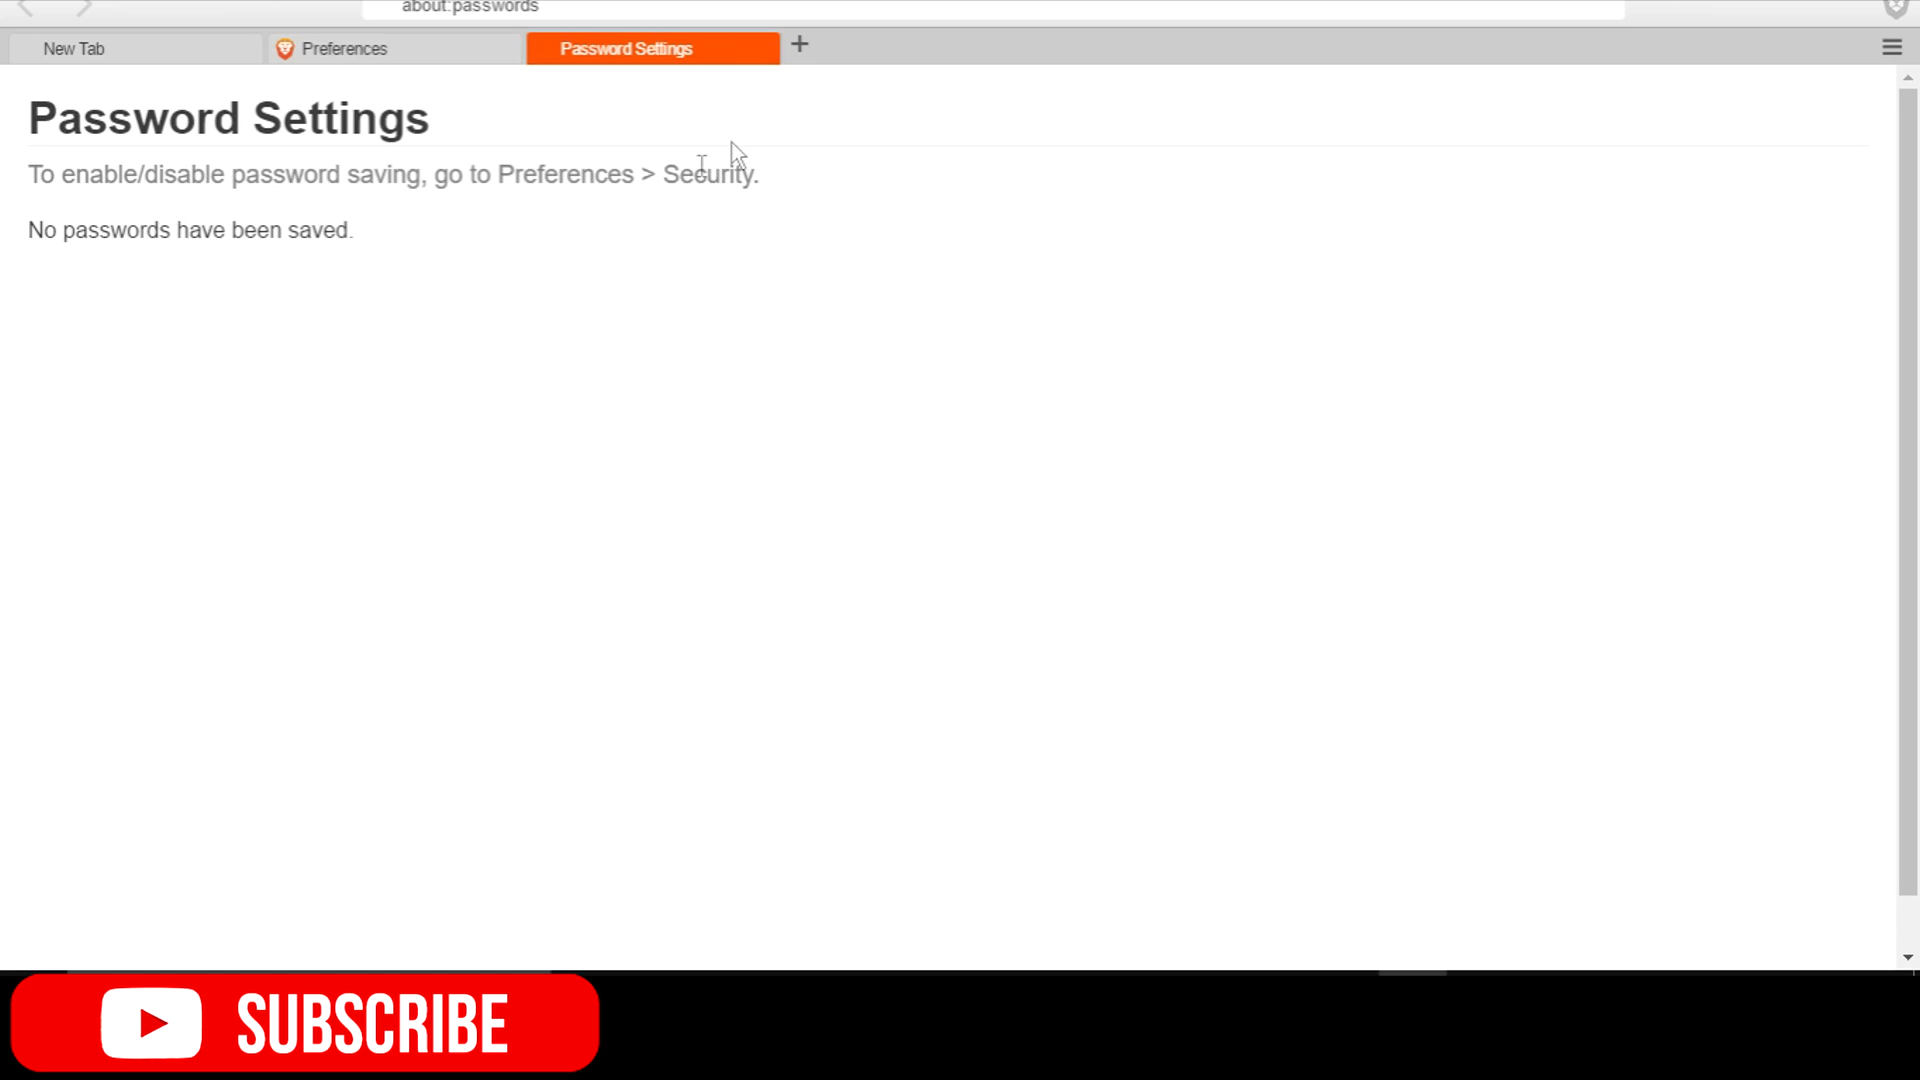 about:passwords
New Tab
Preferences
Password Settings
Password Settings
To enable/disable password saving, go to Preferences > Security.
No passwords have been saved.
SUBSCRIBE